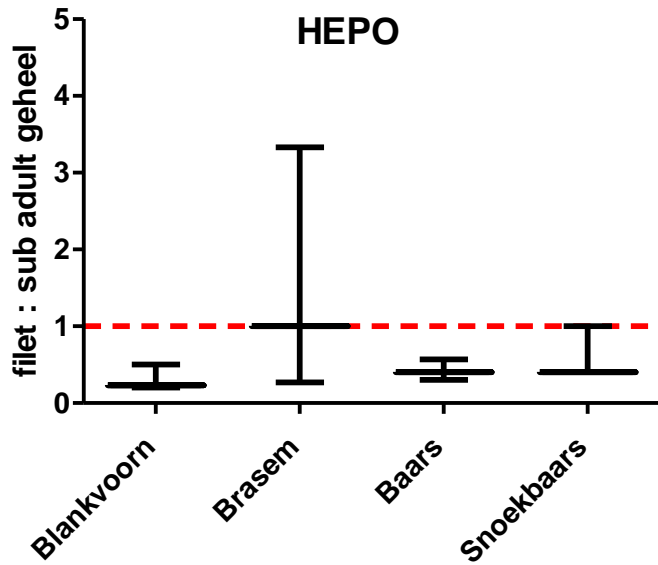 HEPO
filet : sub adult geheel
5
4
3
2
1
0
Blankvoorn
Brasem
Baars
Snoekbaars